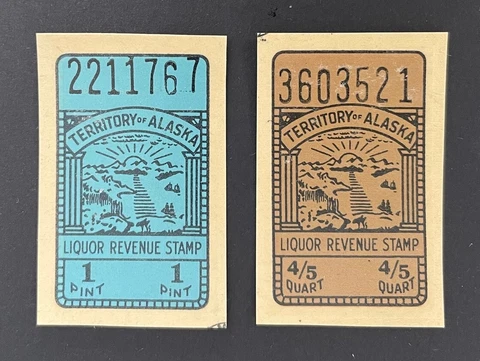 2211767
TERRITORY OF ALASKA
LIQUOR REVENUE STAMP
1 1
PINT PINT
3603521
TERRITORY OF ALASKA
LIQUOR REVENUE STAMP
4/5 4/5
QUART QUART